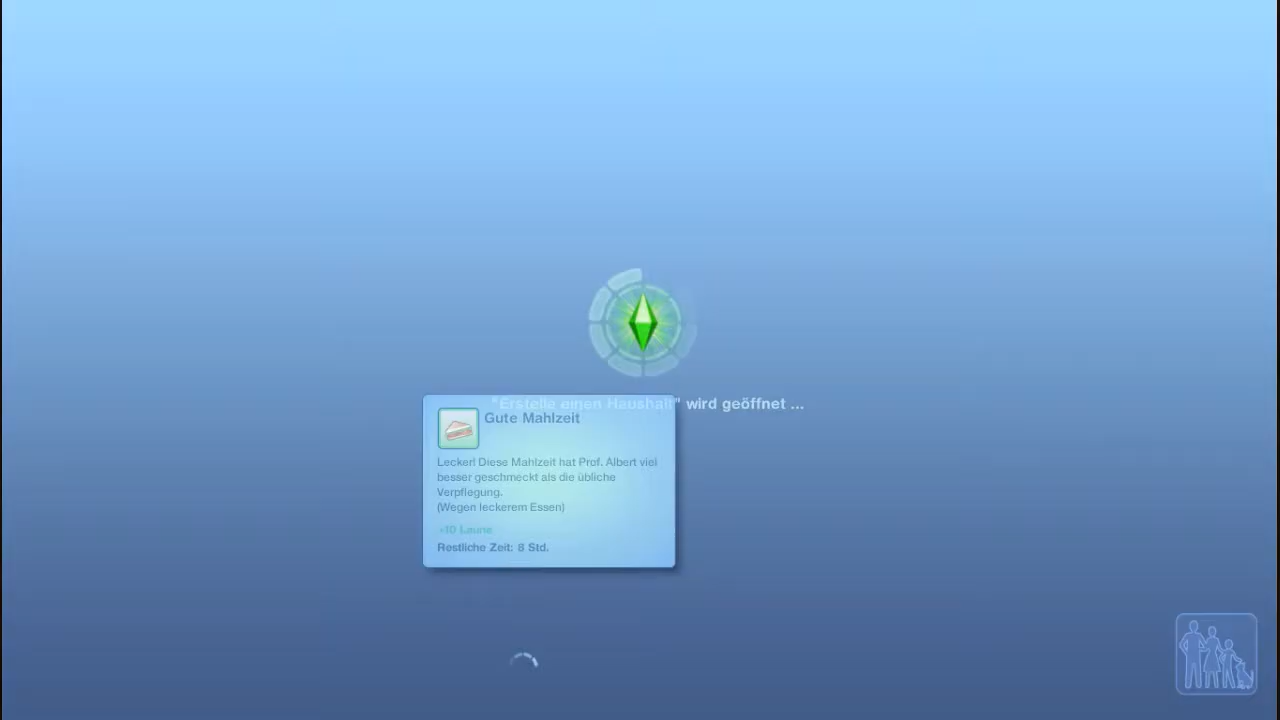 "Erstelle einen Haushalt" wird geöffnet ...
Gute Mahlzeit
Lecker! Diese Mahlzeit hat Prof. Albert viel
besser geschmeckt als die übliche
Verpflegung.
(Wegen leckerem Essen)
+10 Laune
Restliche Zeit: 8 Std.